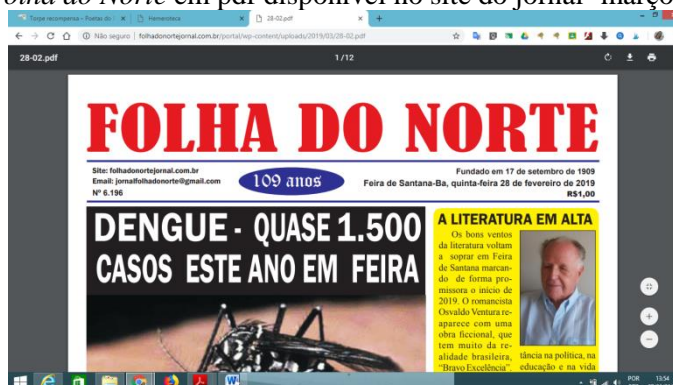 olha do Norte em pdf disponível no site do jornal março
Torpe recompensa - Poetas do
Hemeroteca
28-02.pdf
Não seguro | folhadonortejornal.com.br/portal/wp-content/uploads/2019/03/28-02.pdf
28-02.pdf
1 / 12
FOLHA DO NORTE
Site: folhadonortejornal.com.br
Email: jornalfolhadonorte@gmail.com
Nº 6.196
109 anos
Fundado em 17 de setembro de 1909
Feira de Santana-Ba, quinta-feira 28 de fevereiro de 2019
R$1,00
DENGUE - QUASE 1.500
CASOS ESTE ANO EM FEIRA
A LITERATURA EM ALTA
Os bons ventos
da literatura voltam
a soprar em Feira
de Santana marcan-
do de forma pro-
missora o início de
2019. O romancista
Osvaldo Ventura re-
aparece com uma
obra ficcional, que
tem muito da re-
alidade brasileira,
"Bravo Excelência".
tância na política, na
educação e na vida
POR
13:54